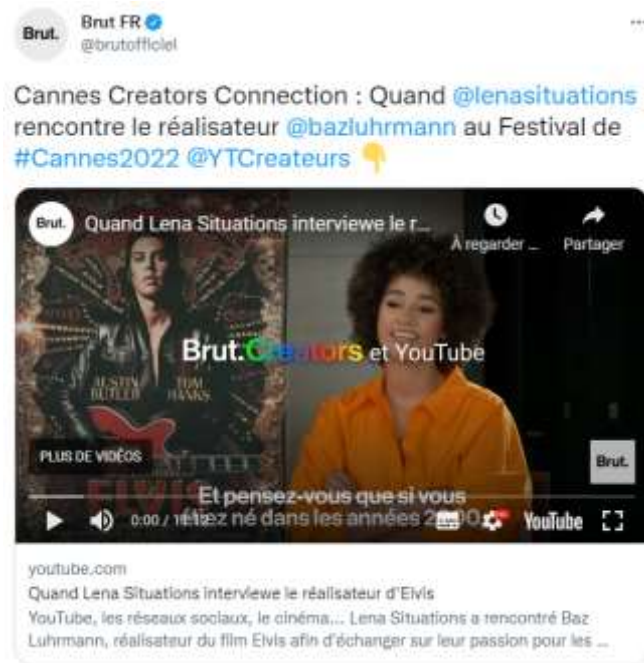 Brut.
Brut FR
@brutofficiel
Cannes Creators Connection : Quand @lenasituations
rencontre le réalisateur @bazluhrmann au Festival de
#Cannes2022 @YTCreateurs
Brut.
Quand Lena Situations interviewe le r...
À regarder ...
Partager
Brut.Creators et YouTube
AUSTIN BUTLER
TOM HANKS
PLUS DE VIDÉOS
Brut.
ELVIS
Et pensez-vous que si vous
étiez né dans les années 2000
0:00
YouTube
youtube.com
Quand Lena Situations interviewe le réalisateur d'Elvis
YouTube, les réseaux sociaux, le cinéma... Lena Situations a rencontré Baz
Luhrmann, réalisateur du film Elvis afin d'échanger sur leur passion pour les ...